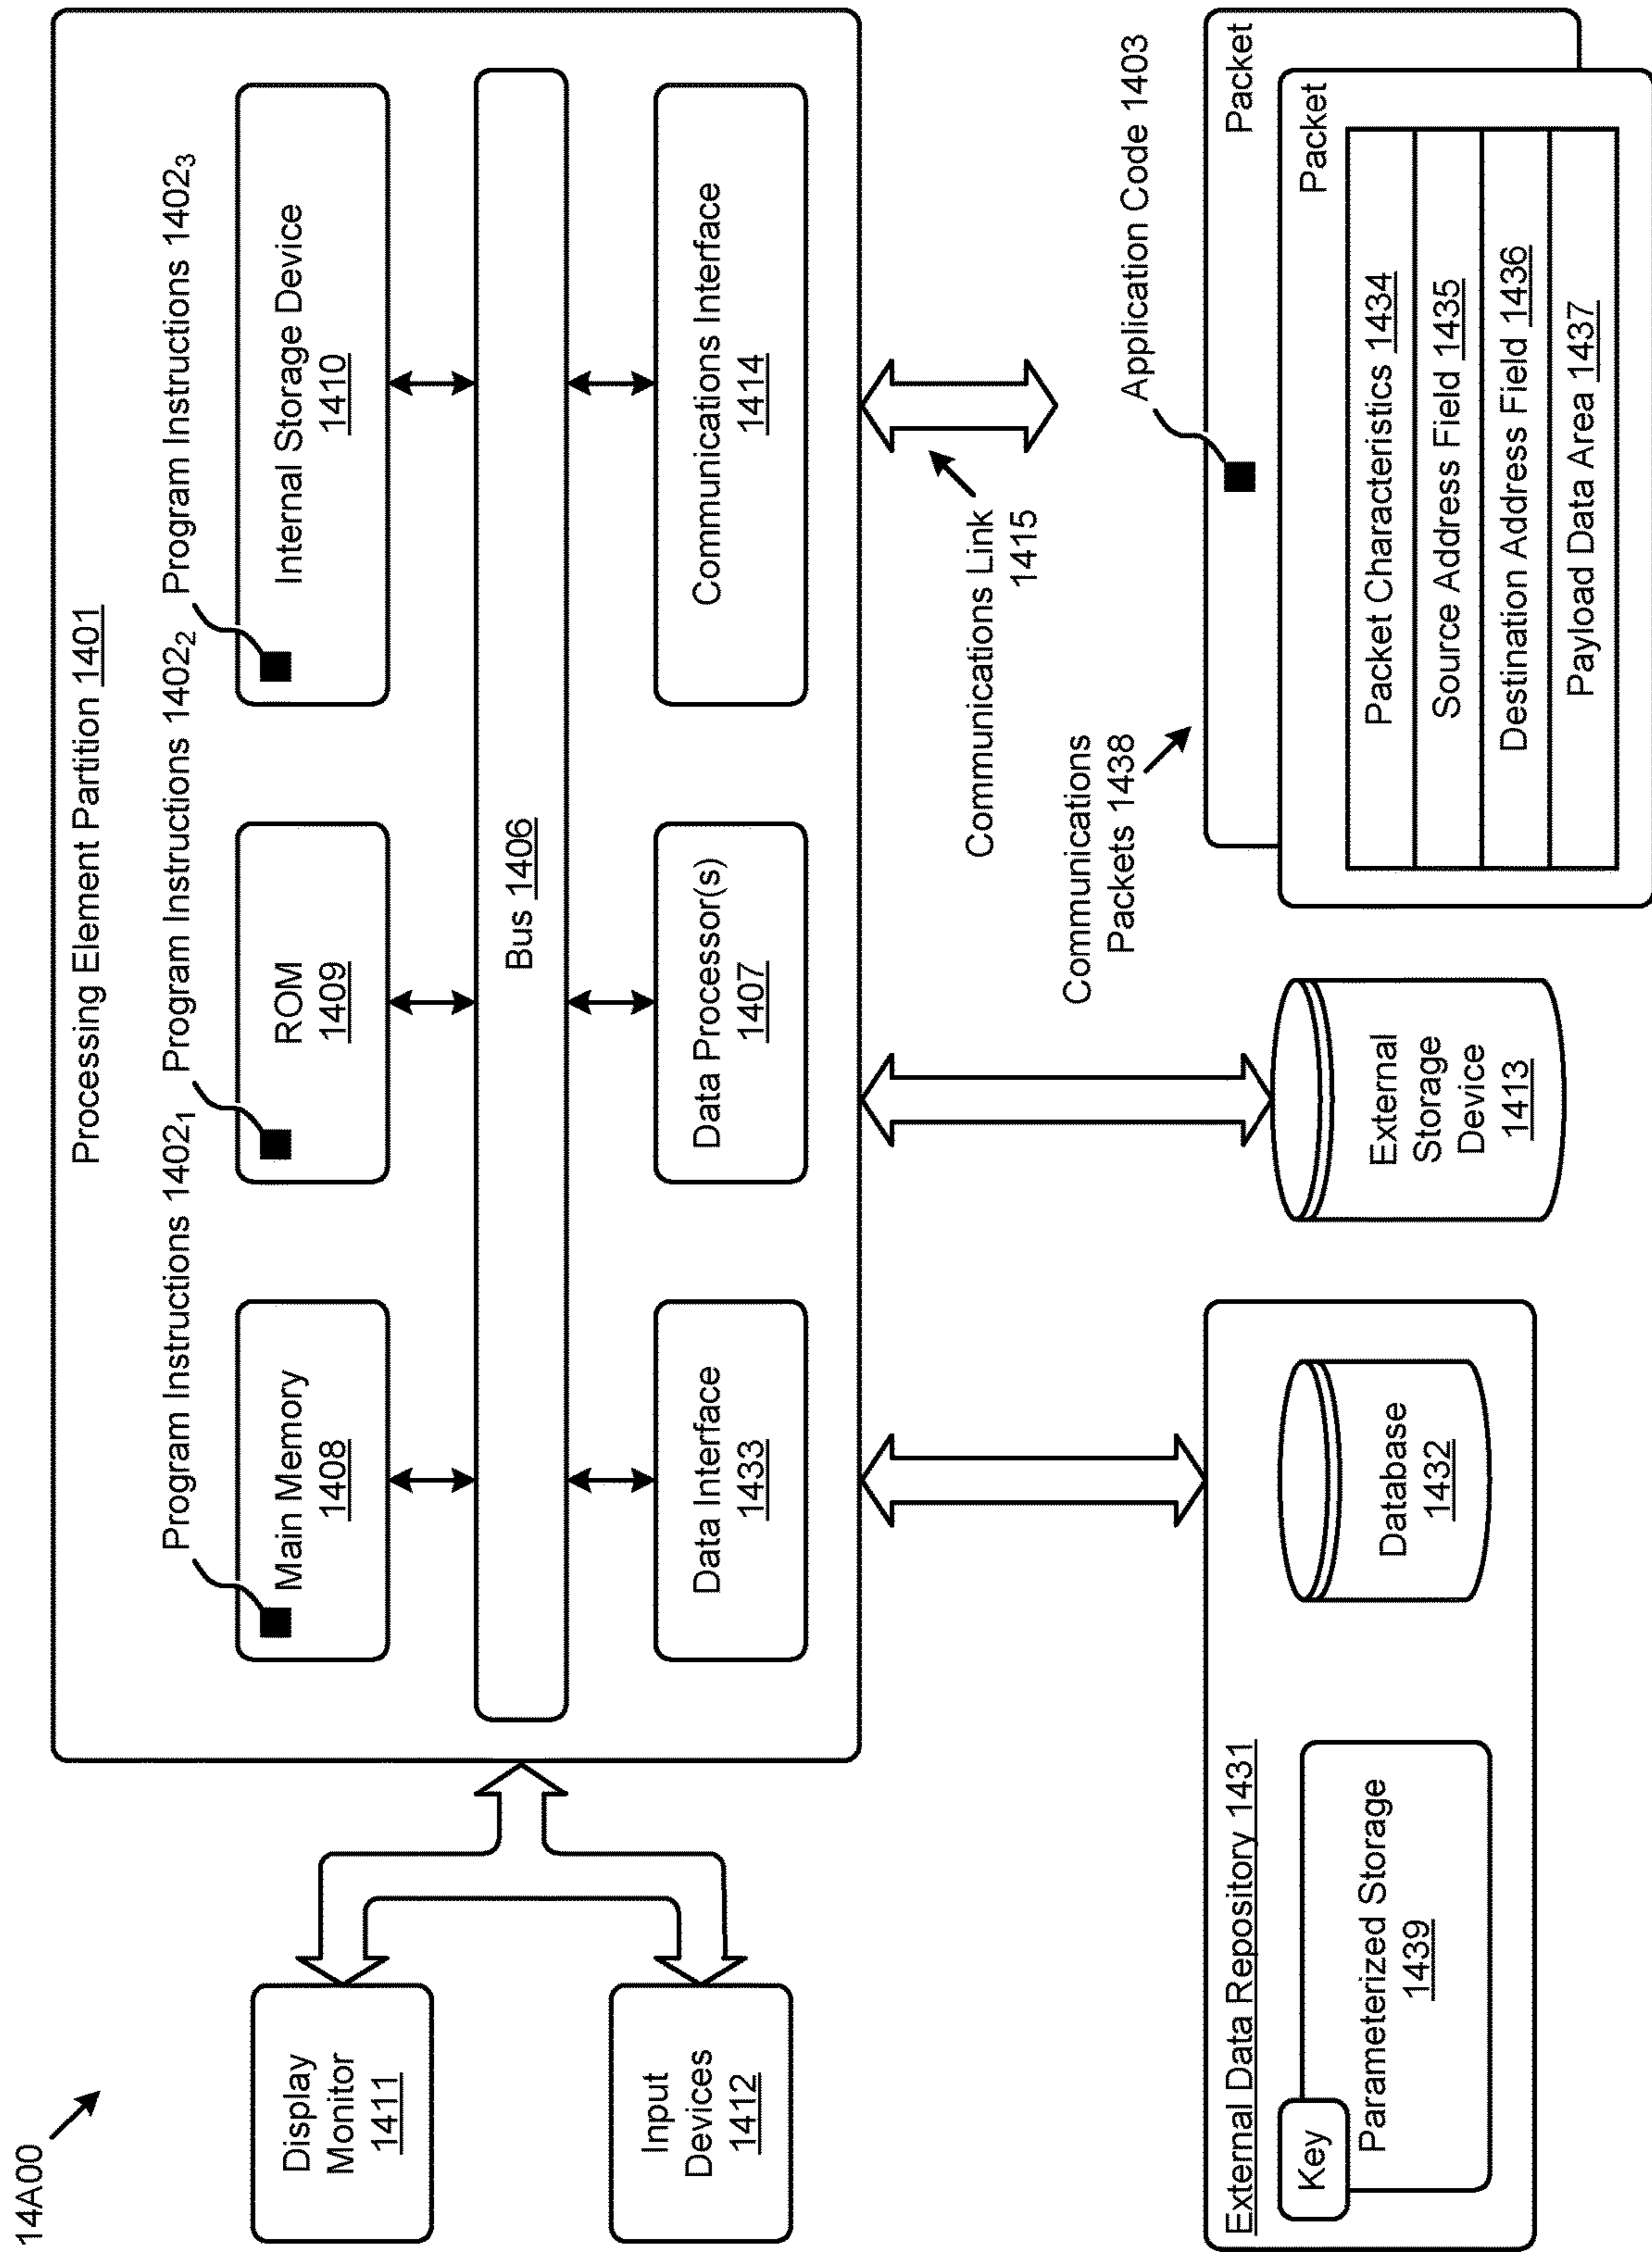 14A00
Processing Element Partition 1401
Program Instructions 1402₁
Program Instructions 1402₂
Program Instructions 1402₃
Main Memory
1408
ROM
1409
Internal Storage Device
1410
Bus 1406
Data Interface
1433
Data Processor(s)
1407
Communications Interface
1414
Display
Monitor
1411
Input
Devices
1412
Communications Link
1415
Communications
Packets 1438
Application Code 1403
External Data Repository 1431
Key
Parameterized Storage
1439
Database
1432
External
Storage
Device
1413
Packet
Packet
Packet Characteristics 1434
Source Address Field 1435
Destination Address Field 1436
Payload Data Area 1437